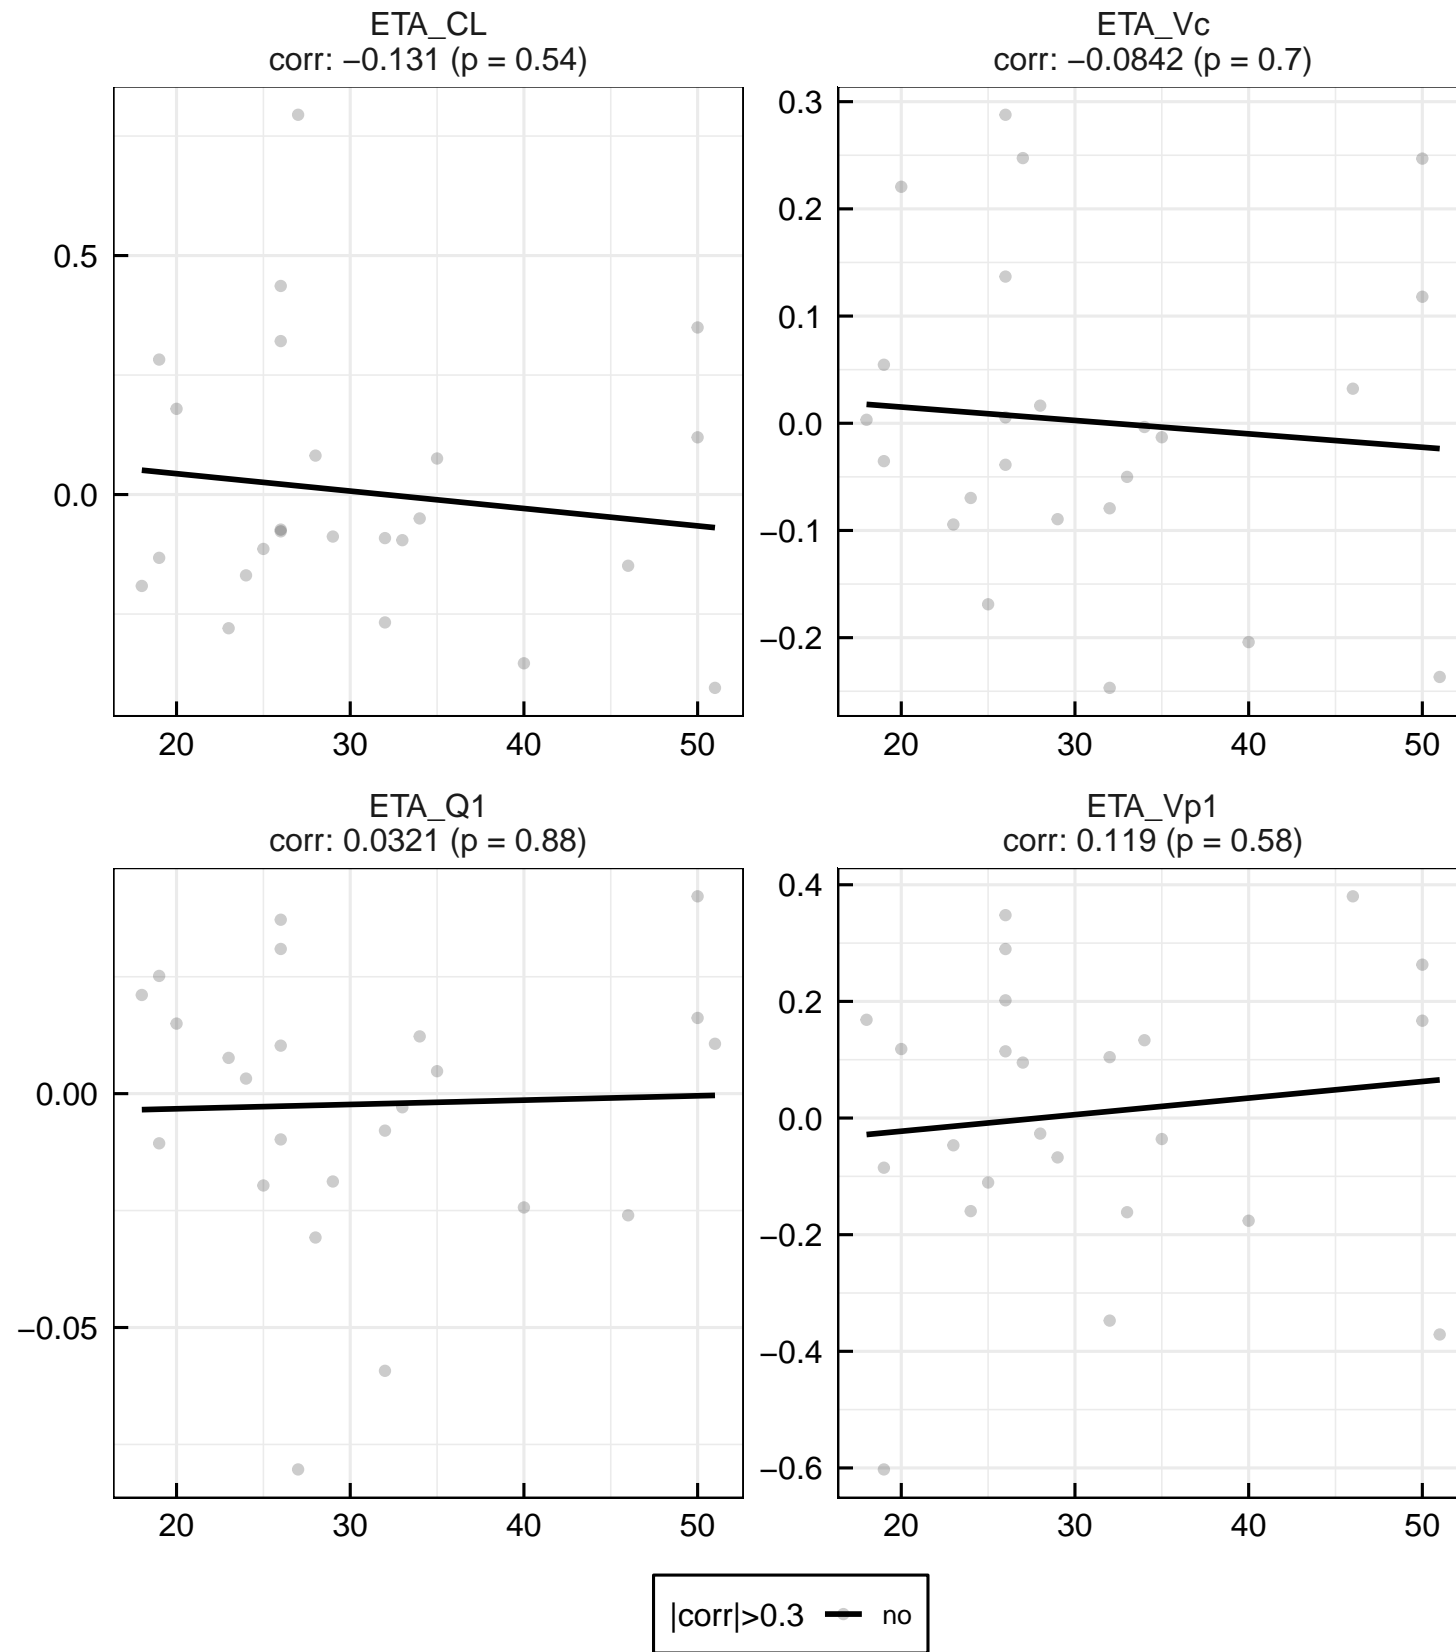 ETA_CL
corr: −0.131 (p = 0.54)
ETA_Vc
corr: −0.0842 (p = 0.7)
0.5
0.0
20 30 40 50
0.3
0.2
0.1
0.0
−0.1
−0.2
20 30 40 50
ETA_Q1
corr: 0.0321 (p = 0.88)
ETA_Vp1
corr: 0.119 (p = 0.58)
0.00
−0.05
20 30 40 50
0.4
0.2
0.0
−0.2
−0.4
−0.6
20 30 40 50
|corr|>0.3 no